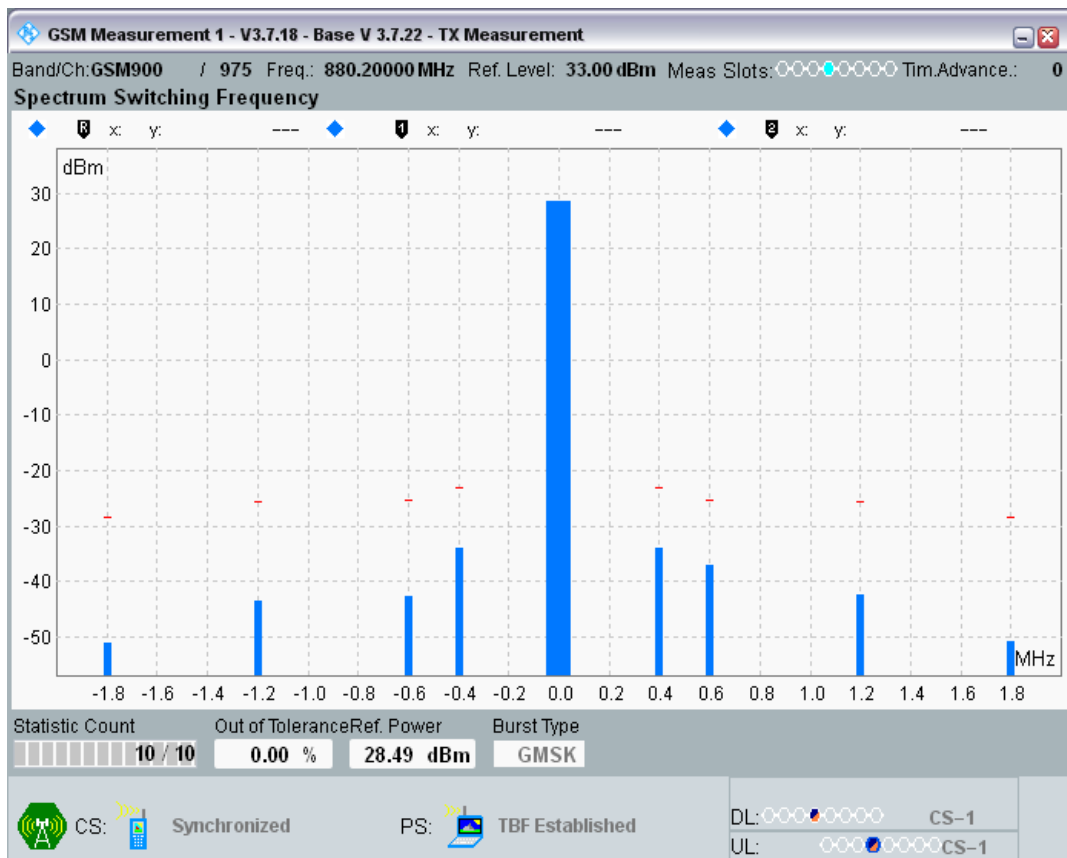 GSM Measurement 1 - V3.7.18 - Base V 3.7.22 - TX Measurement
Band/Ch:GSM900 / 975 Freq.: 880.20000 MHz Ref. Level: 33.00 dBm Meas Slots: Tim.Advance.: 0
Spectrum Switching Frequency
R x: y: --- 1 x: y: --- 2 x: y: ---
dBm
30
20
10
0
-10
-20
-30
-40
-50
MHz
-1.8 -1.6 -1.4 -1.2 -1.0 -0.8 -0.6 -0.4 -0.2 0.0 0.2 0.4 0.6 0.8 1.0 1.2 1.4 1.6 1.8
Statistic Count Out of Tolerance Ref. Power Burst Type
10 / 10 0.00 % 28.49 dBm GMSK
CS: Synchronized PS: TBF Established DL: CS-1
UL: CS-1